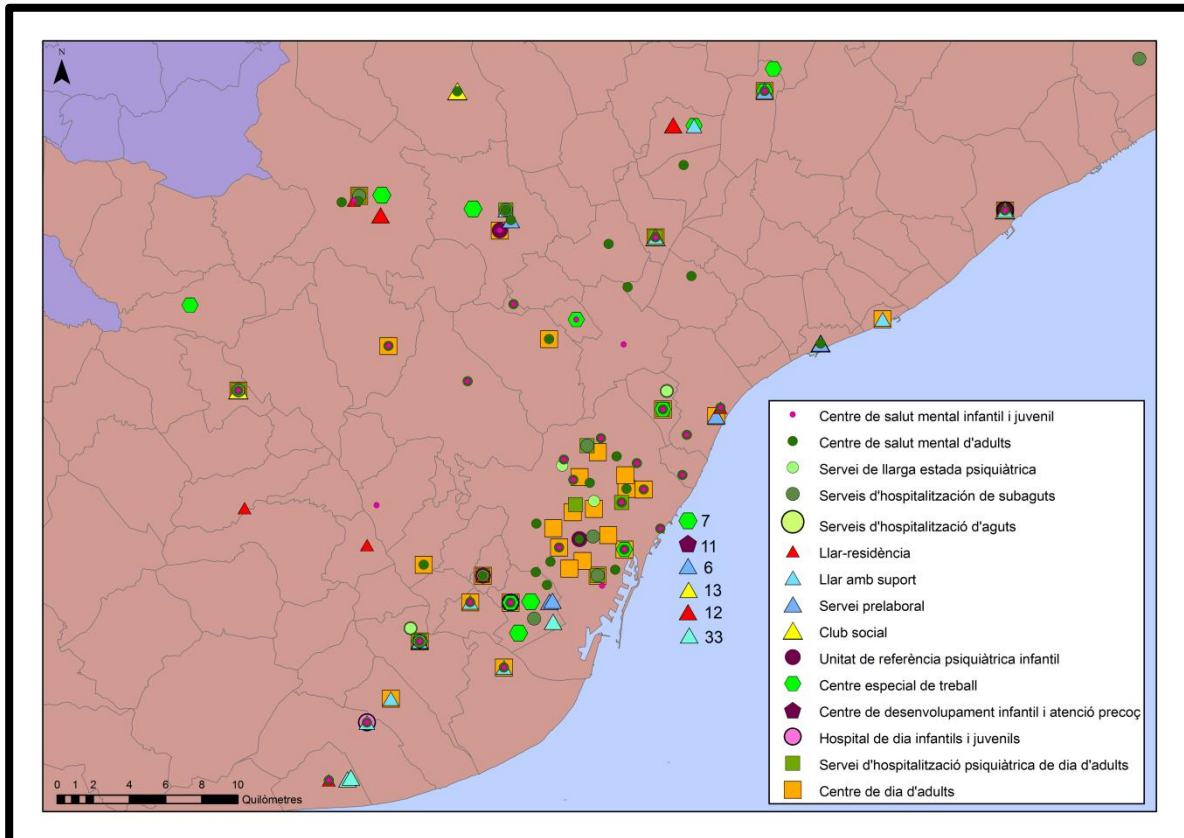 N
7
11
6
13
12
33
Centre de salut mental infantil i juvenil
Centre de salut mental d'adults
Servei de llarga estada psiquiàtrica
Serveis d'hospitalización de subaguts
Serveis d'hospitalizació d'aguts
Llar-residència
Llar amb suport
Servei prelaboral
Club social
Unitat de referència psiquiàtrica infantil
Centre especial de treball
Centre de desenvolupament infantil i atenció precoç
Hospital de dia infantils i juvenils
Servei d'hospitalització psiquiàtrica de dia d'adults
Centre de dia d'adults
0 1 2 4 6 8 10
Quilòmetres